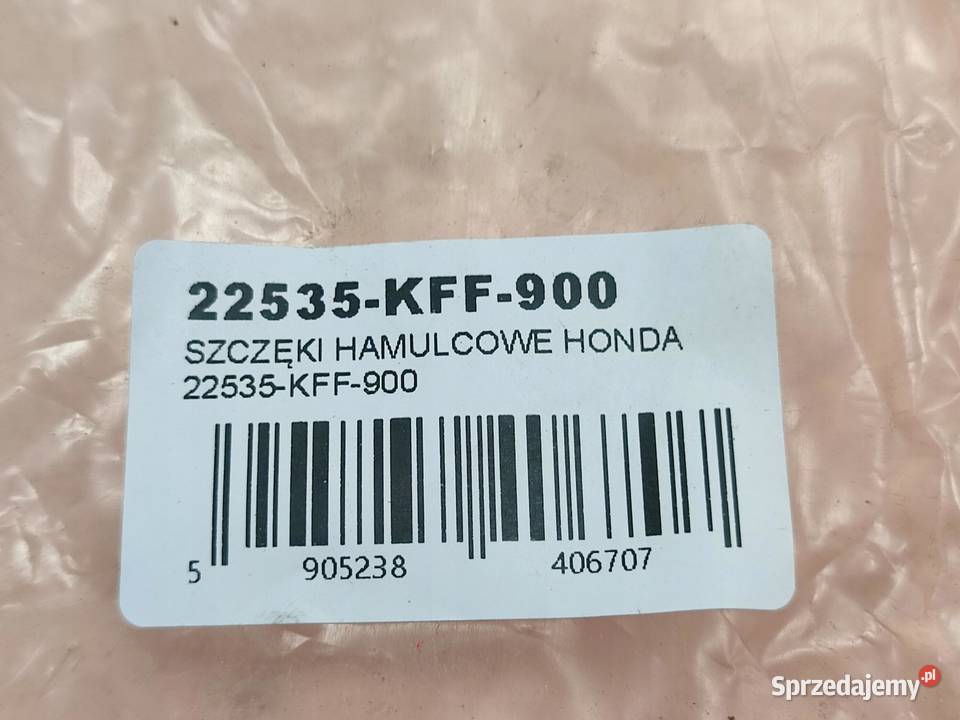 22535-KFF-900
SZCZĘKI HAMULCOWE HONDA
22535-KFF-900
5 905238 406707
Sprzedajemy.pl